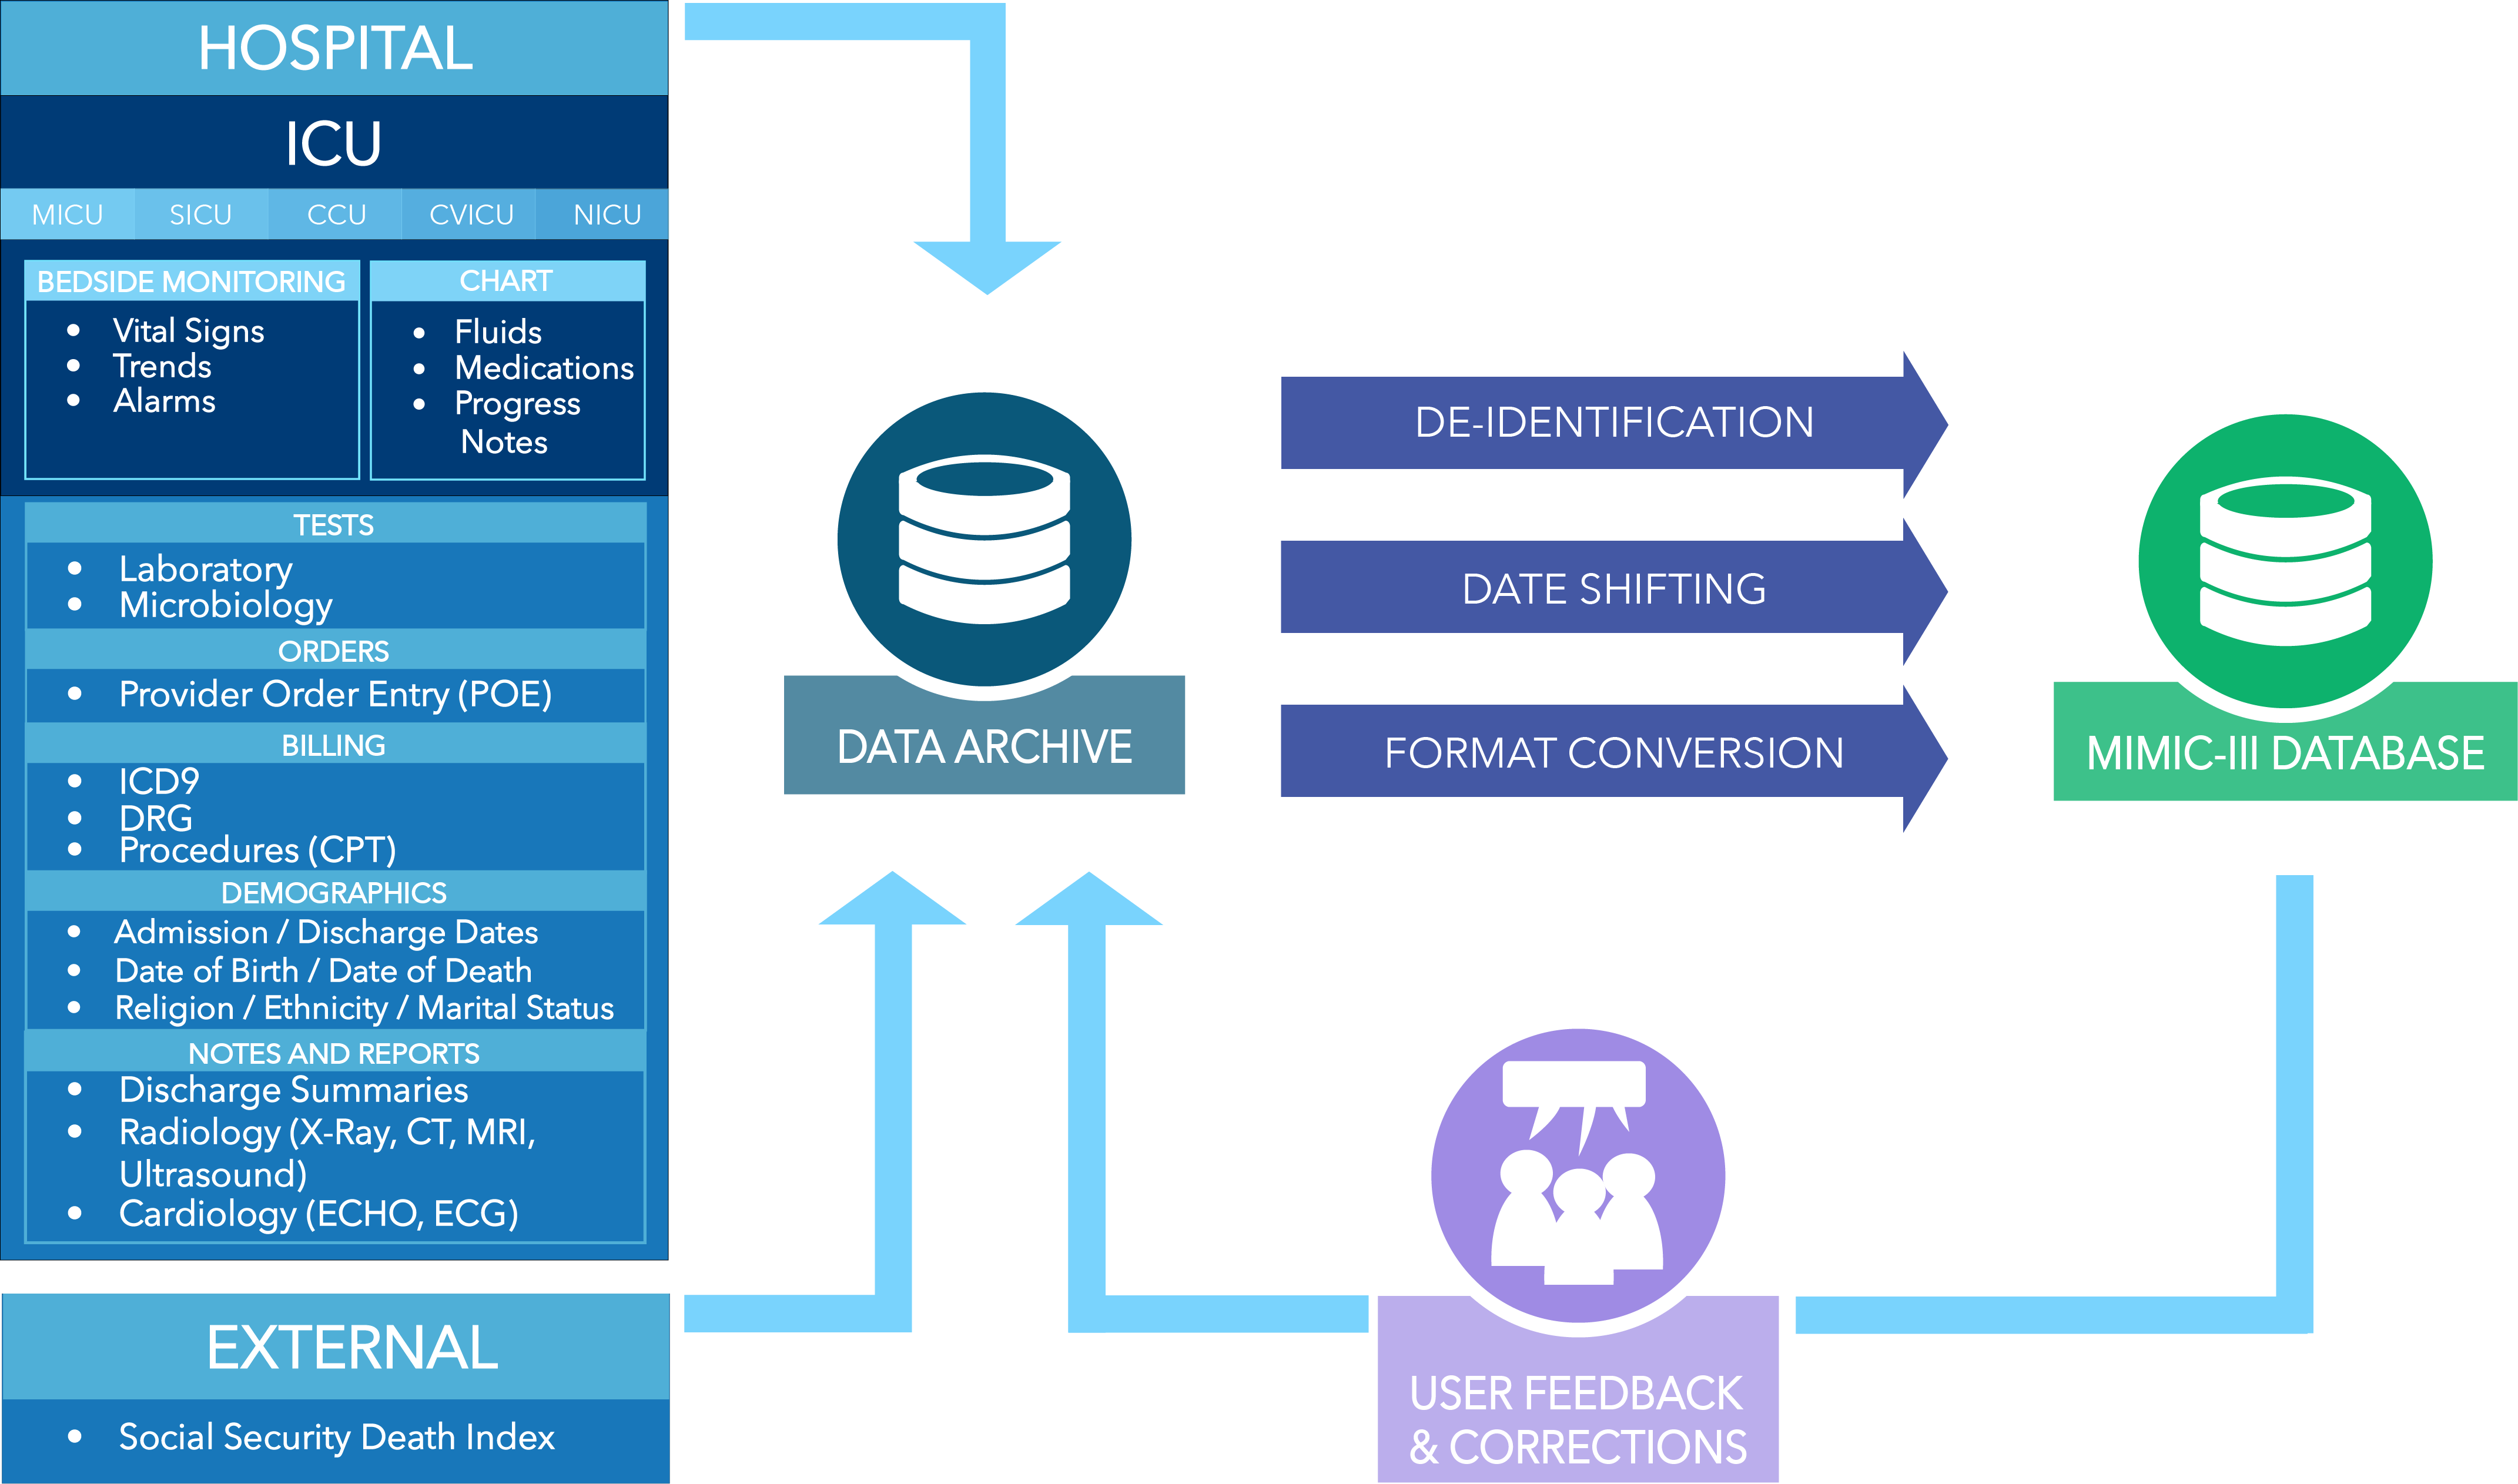 HOSPITAL
ICU
MICU SICU CCU CVICU NICU
BEDSIDE MONITORING
• Vital Signs
• Trends
• Alarms
CHART
• Fluids
• Medications
• Progress
Notes
TESTS
• Laboratory
• Microbiology
ORDERS
• Provider Order Entry (POE)
BILLING
• ICD9
• DRG
• Procedures (CPT)
DEMOGRAPHICS
• Admission / Discharge Dates
• Date of Birth / Date of Death
• Religion / Ethnicity / Marital Status
NOTES AND REPORTS
• Discharge Summaries
• Radiology (X-Ray, CT, MRI,
Ultrasound)
• Cardiology (ECHO, ECG)
EXTERNAL
• Social Security Death Index
DATA ARCHIVE
DE-IDENTIFICATION
DATE SHIFTING
FORMAT CONVERSION
MIMIC-III DATABASE
USER FEEDBACK
& CORRECTIONS